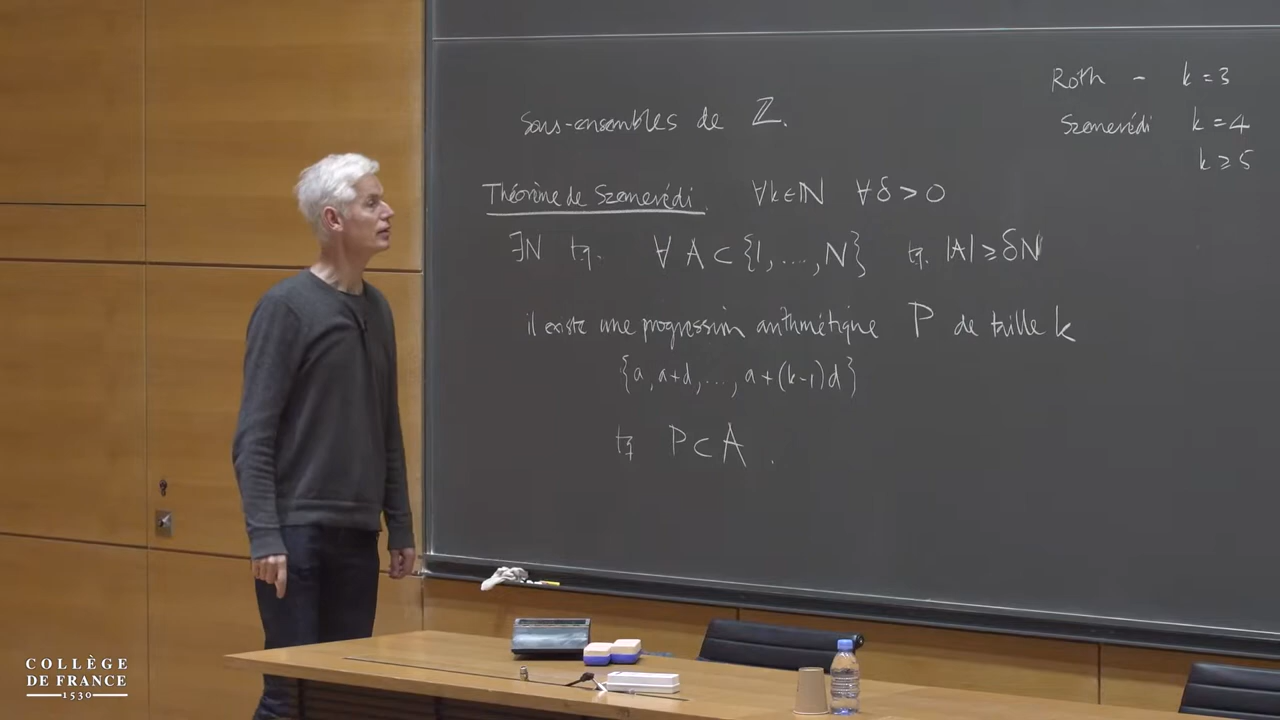 Sous-ensembles de ℤ.
Roth - k=3
Szemerédi k=4
k≥5
Théorème de Szemerédi. ∀k∈ℕ ∀δ>0
∃N tq. ∀A⊂{1,...,N} tq. |A|≥δN
il existe une progression arithmétique P de taille k
{a, a+d,..., a+(k-1)d}
tq P⊂A.
COLLÈGE
DE FRANCE
1530